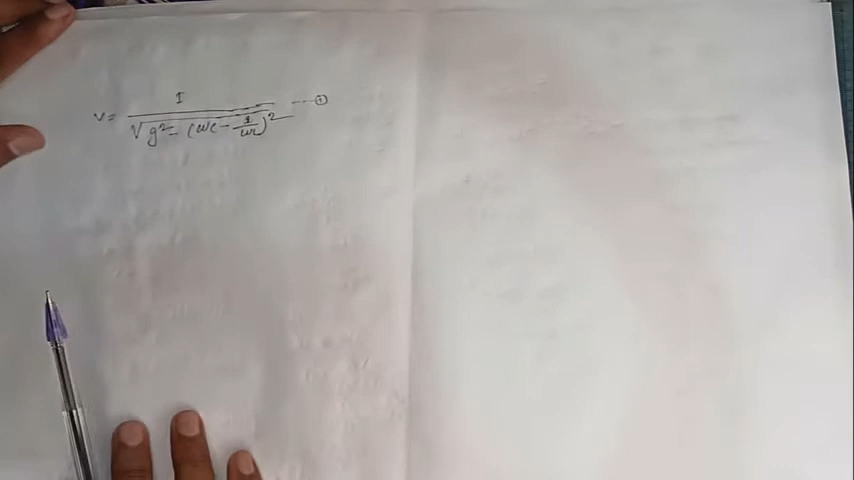 V = I / √g² - (ωc - 1/ωL)² ---- ①